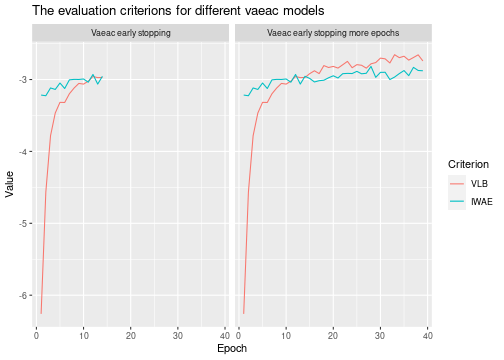 The evaluation criterions for different vaeac models
Vaeac early stopping
Vaeac early stopping more epochs
-3
-4
-5
-6
Value
0
10
20
30
40
0
10
20
30
40
Epoch
Criterion
VLB
IWAE